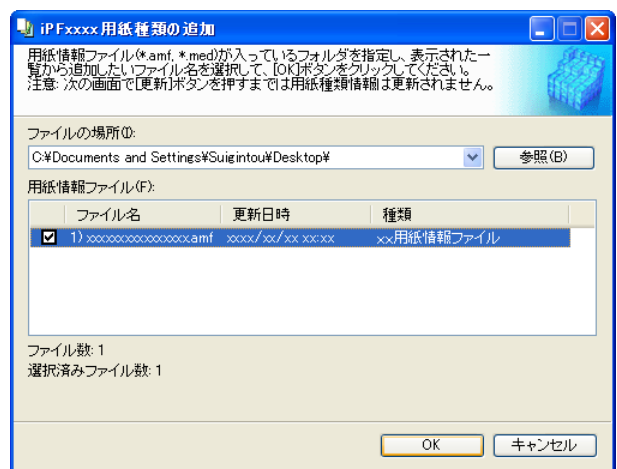 iPFxxxx 用紙種類の追加
用紙情報ファイル(*.amf, *.med)が入っているフォルダを指定し、表示された一
覧から追加したいファイル名を選択して、[OK]ボタンをクリックしてください。
注意: 次の画面で[更新]ボタンを押すまでは用紙種類情報は更新されません。
ファイルの場所(I):
C:¥Documents and Settings¥Suigintou¥Desktop¥
参照(B)
用紙情報ファイル(F):
ファイル名 更新日時 種類
1) xxxxxxxxxxxxxxxx.amf xxxx/xx/xx xx:xx xx用紙情報ファイル
ファイル数: 1
選択済みファイル数: 1
OK キャンセル